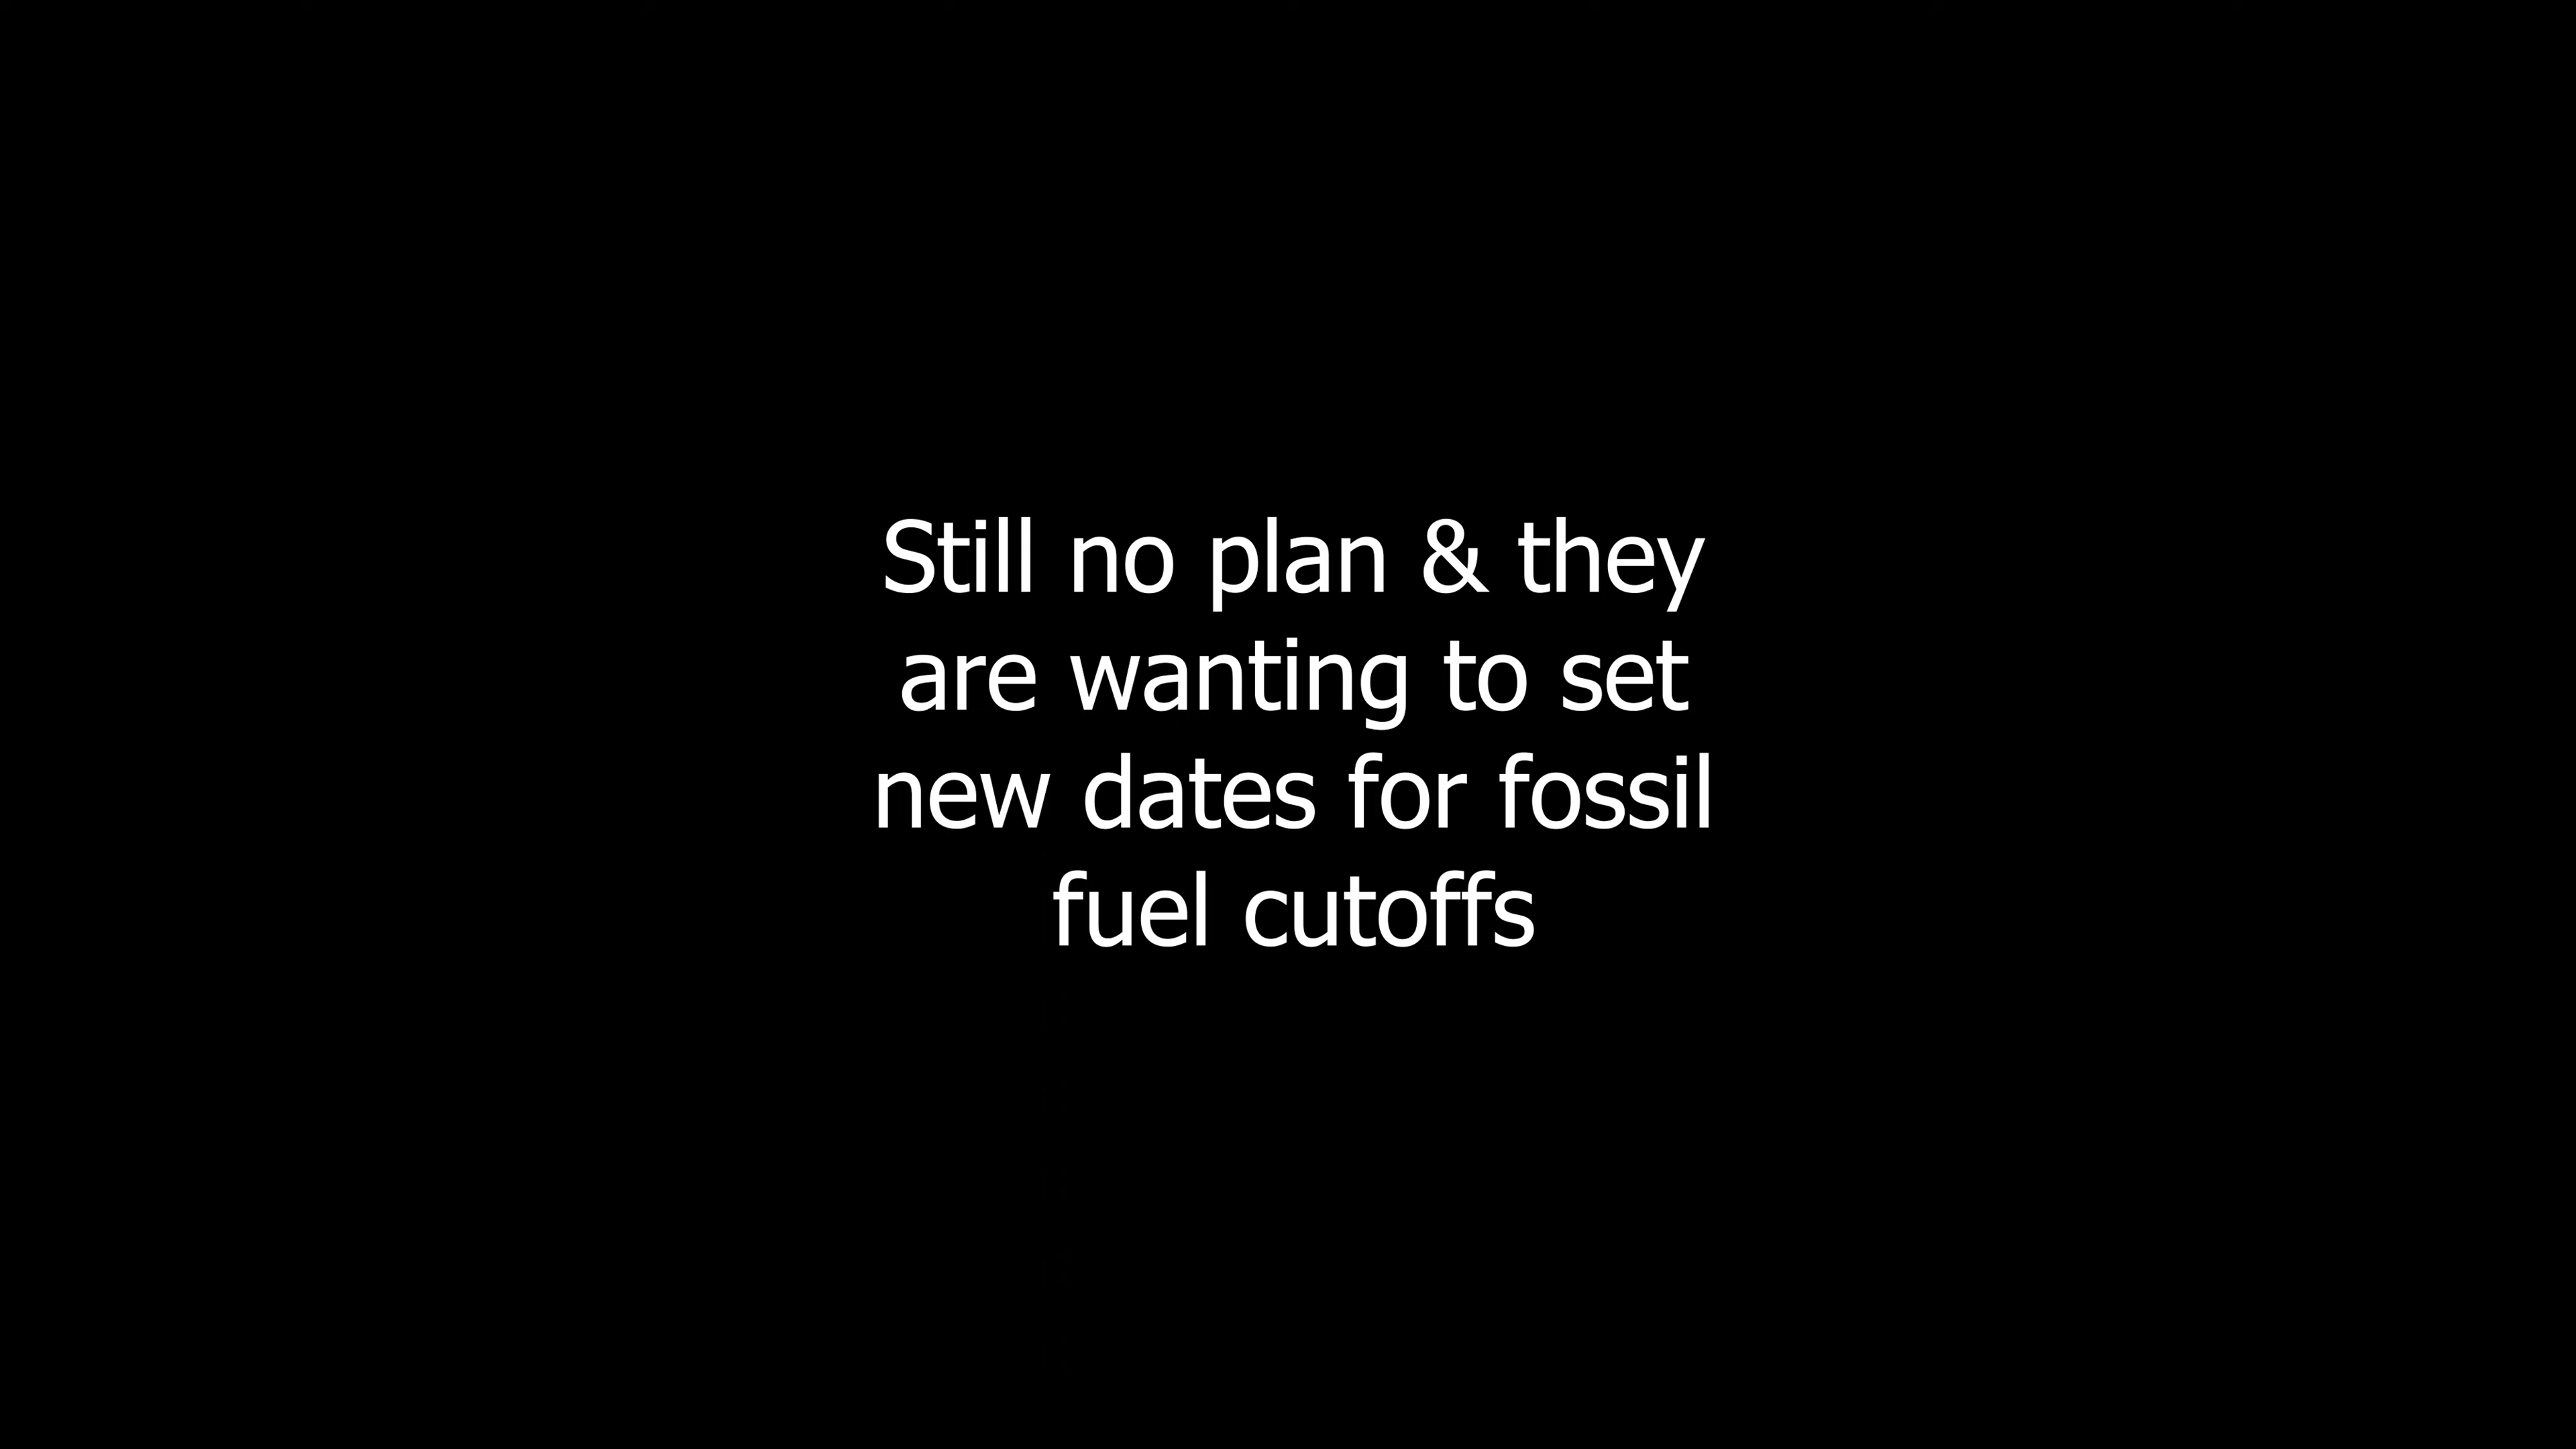 Still no plan & they
are wanting to set
new dates for fossil
fuel cutoffs